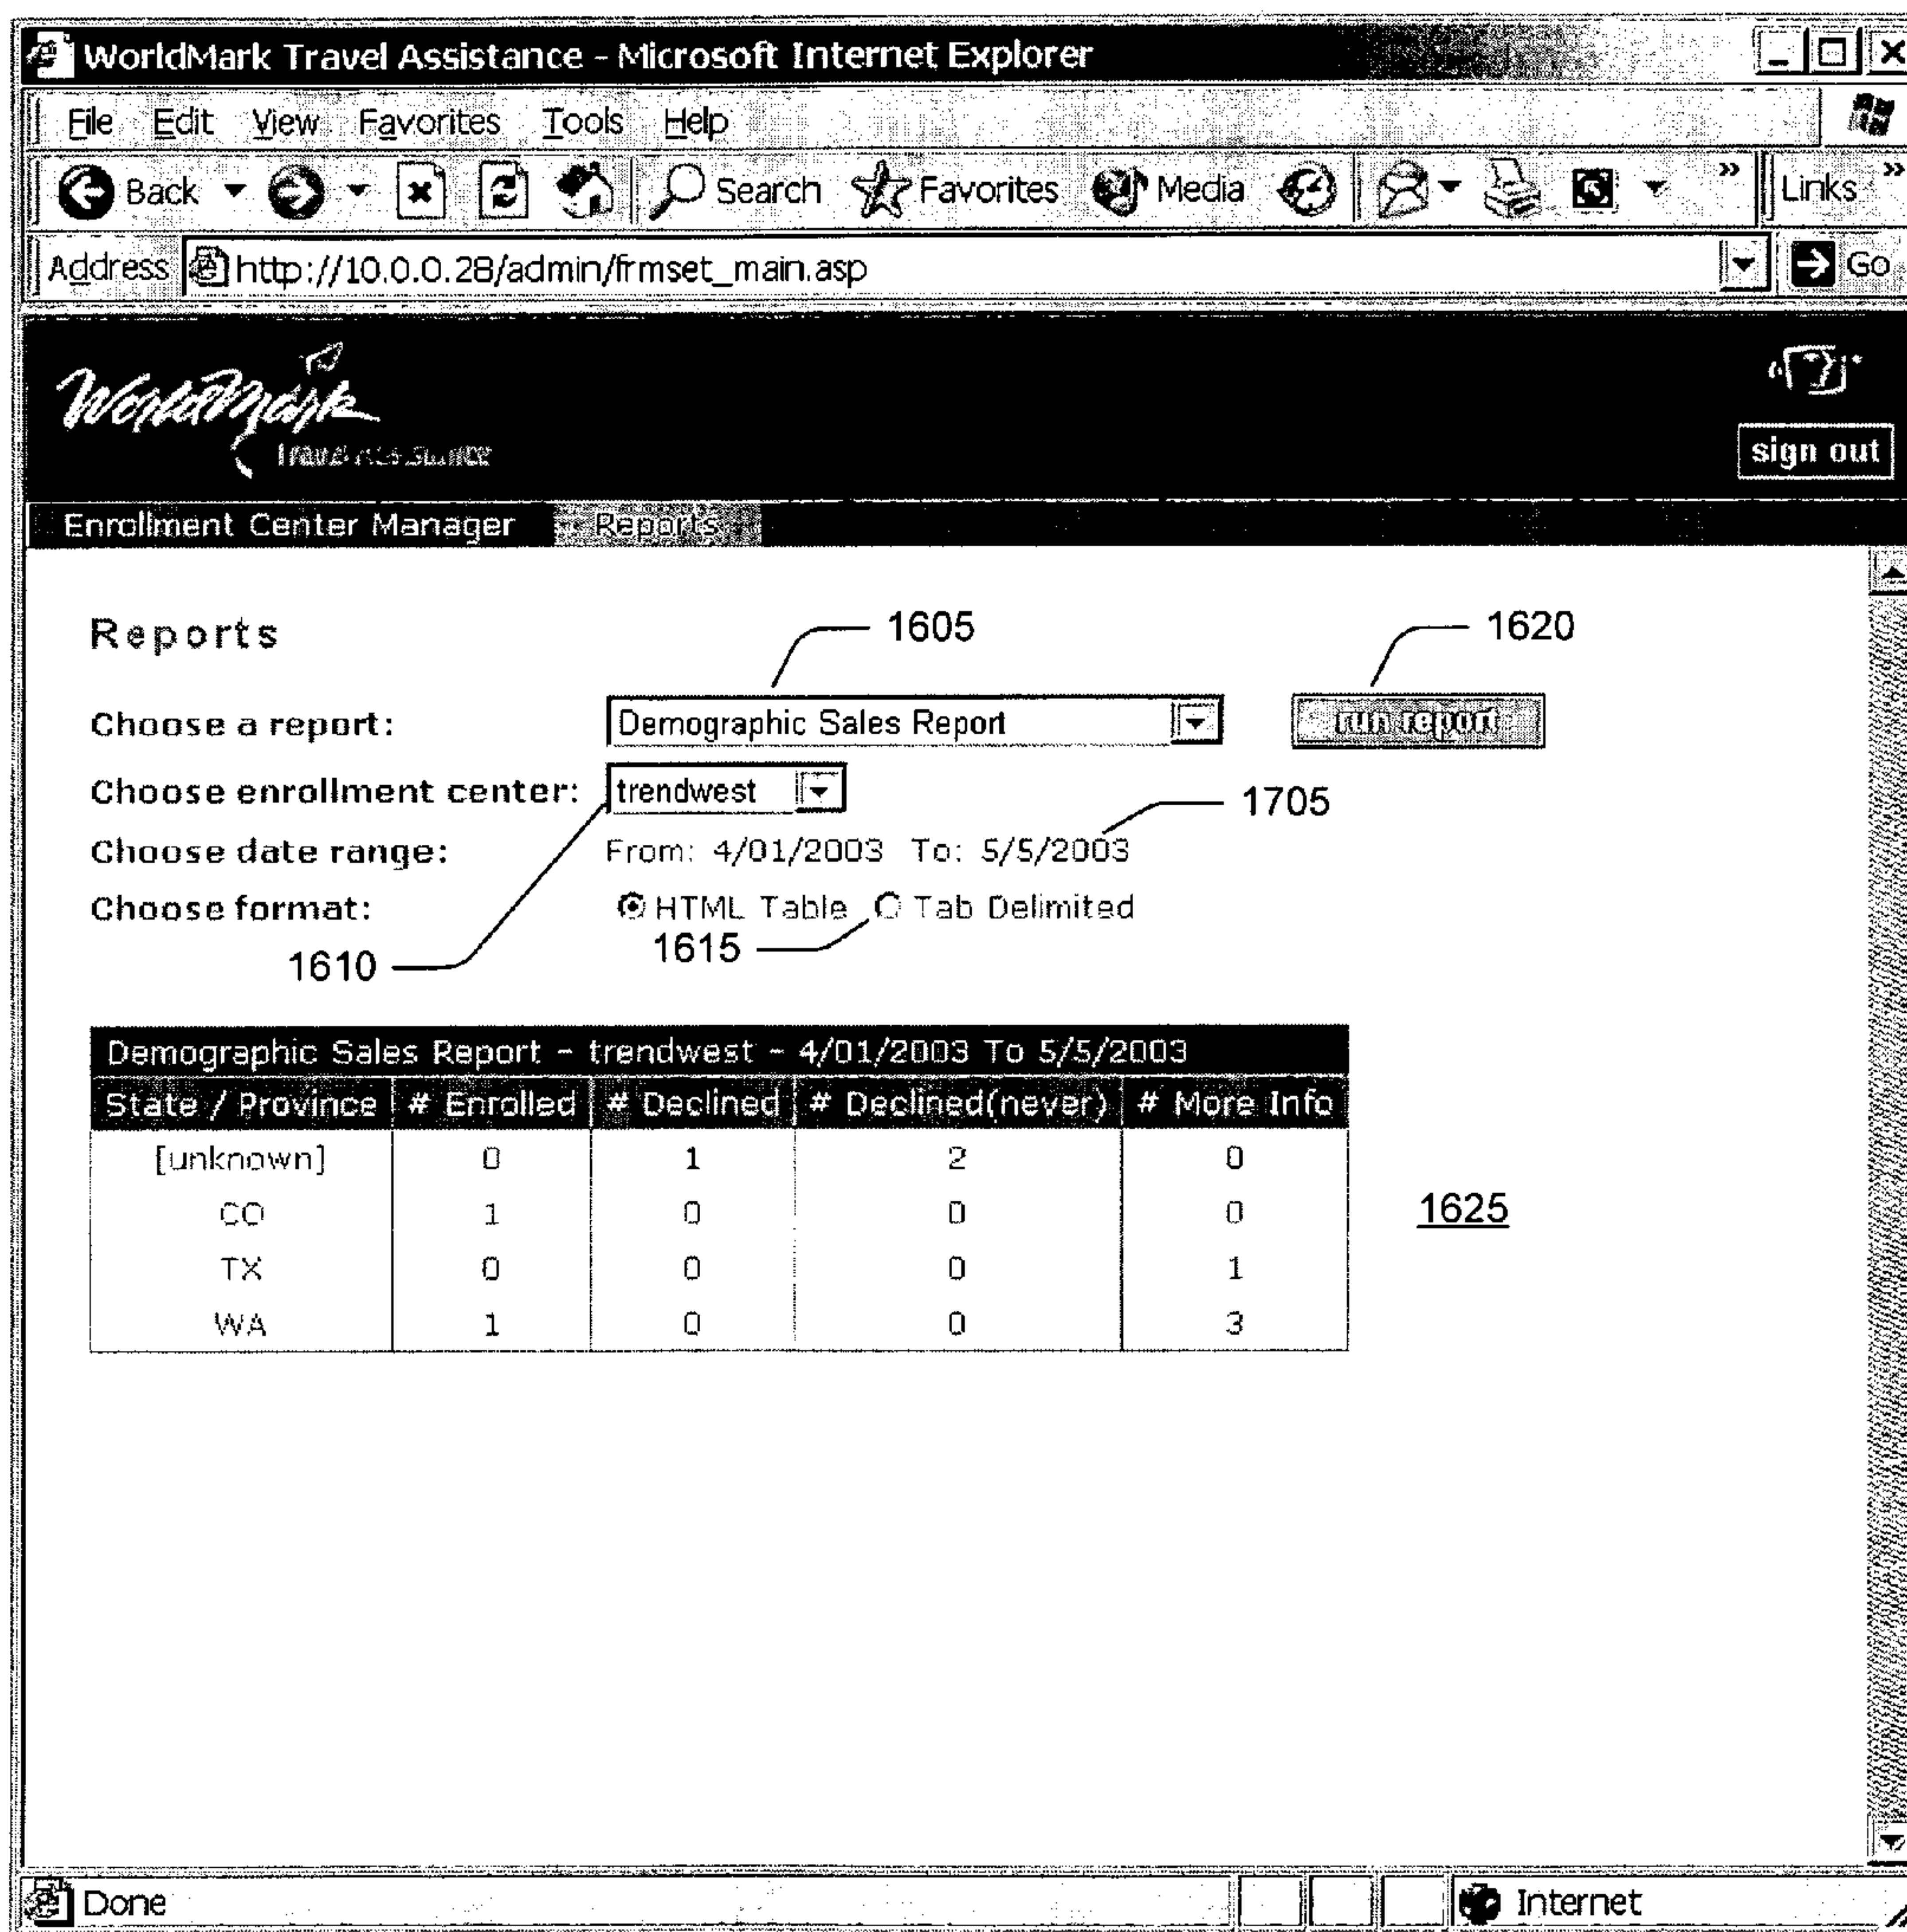 WorldMark Travel Assistance - Microsoft Internet Explorer
File Edit View Favorites Tools Help
Back Search Favorites Media Links »
Address http://10.0.0.28/admin/frmset_main.asp Go
WorldMark
Travel Assistance
sign out
Enrollment Center Manager Reports
Reports
1605
1620
Choose a report: Demographic Sales Report run report
Choose enrollment center: trendwest
1705
Choose date range: From: 4/01/2003 To: 5/5/2003
Choose format: HTML Table Tab Delimited
1610
1615
Demographic Sales Report - trendwest - 4/01/2003 To 5/5/2003
State / Province # Enrolled # Declined # Declined(never) # More Info
[unknown] 0 1 2 0
CO 1 0 0 0
1625
TX 0 0 0 1
WA 1 0 0 3
Done Internet